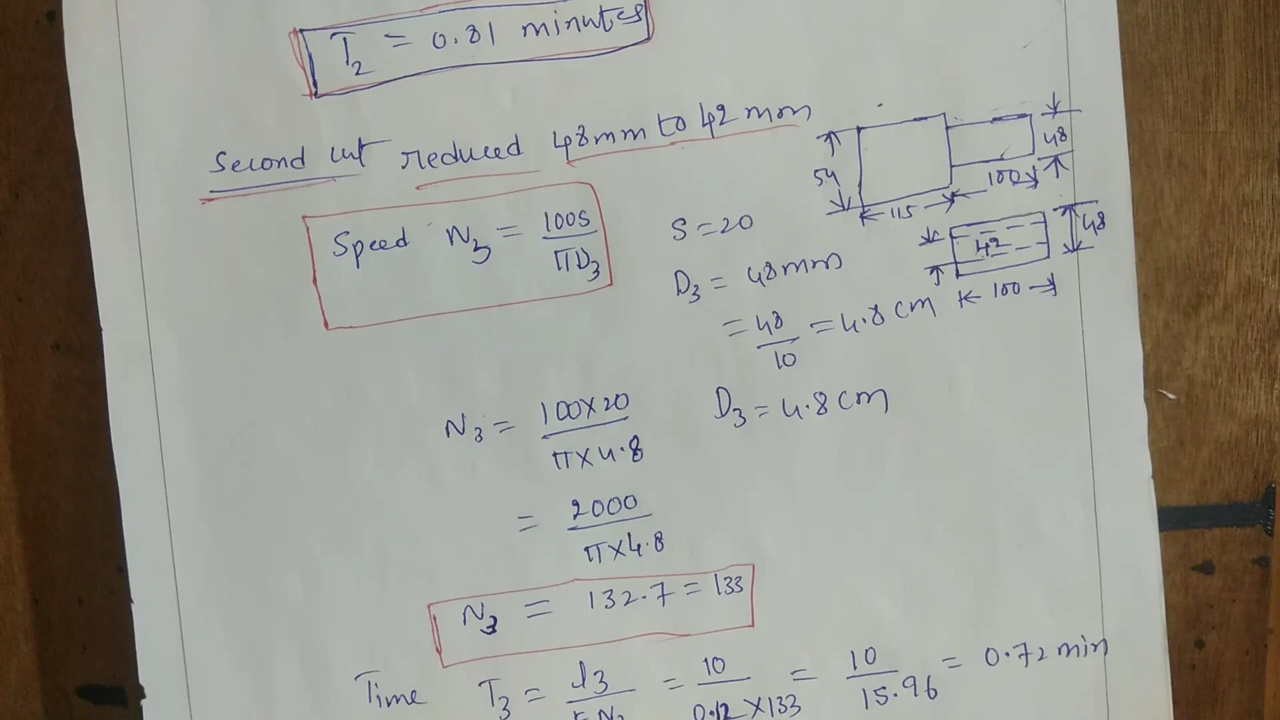 T₂ = 0.81 minutes
Second cut reduced 48mm to 42 mm
54
115
100
48
42
48
100
Speed N₃ = 100S / πD₃
S = 20
D₃ = 48mm
= 48/10 = 4.8 cm
N₃ = 100×20 / π×4.8
D₃ = 4.8 cm
= 2000 / π×4.8
N₃ = 132.7 = 133
Time T₃ = l₃ / N₃ = 10 / 0.12×133 = 10 / 15.96 = 0.72 min